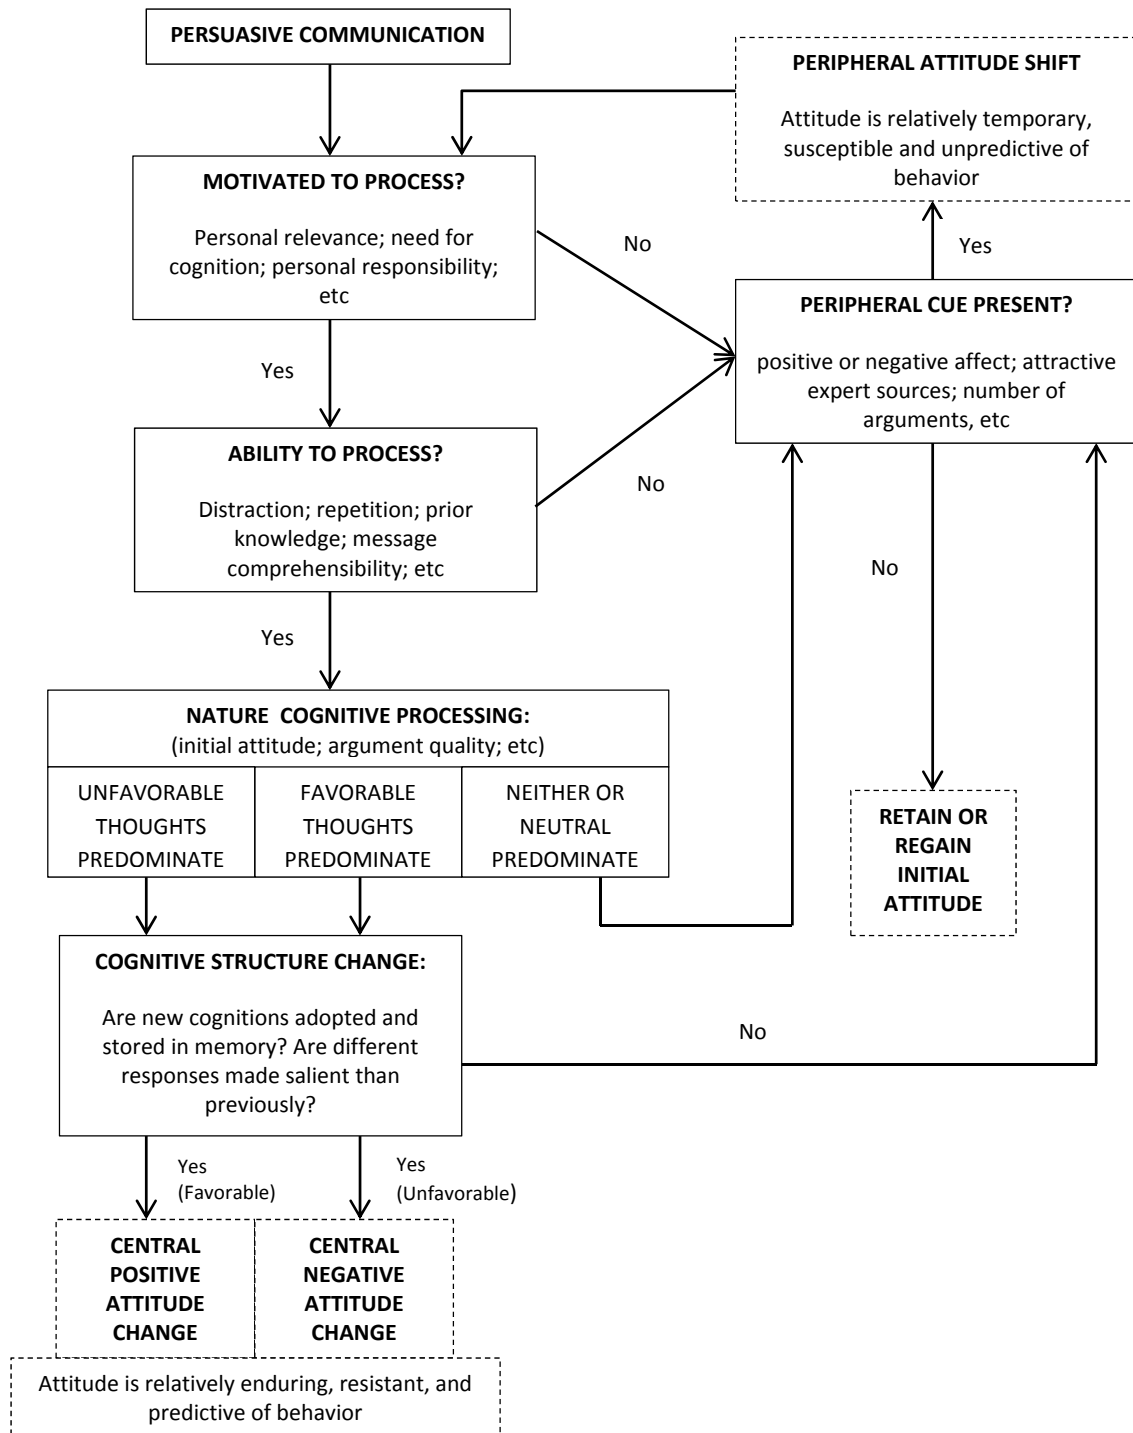 PERSUASIVE COMMUNICATION
PERIPHERAL ATTITUDE SHIFT
Attitude is relatively temporary,
susceptible and unpredictive of
behavior
MOTIVATED TO PROCESS?
Personal relevance; need for
cognition; personal responsibility;
etc
No
Yes
PERIPHERAL CUE PRESENT?
positive or negative affect; attractive
expert sources; number of
arguments, etc
Yes
ABILITY TO PROCESS?
Distraction; repetition; prior
knowledge; message
comprehensibility; etc
No
No
Yes
NATURE COGNITIVE PROCESSING:
(initial attitude; argument quality; etc)
UNFAVORABLE
THOUGHTS
PREDOMINATE
FAVORABLE
THOUGHTS
PREDOMINATE
NEITHER OR
NEUTRAL
PREDOMINATE
RETAIN OR
REGAIN
INITIAL
ATTITUDE
COGNITIVE STRUCTURE CHANGE:
Are new cognitions adopted and
stored in memory? Are different
responses made salient than
previously?
No
Yes
(Favorable)
Yes
(Unfavorable)
CENTRAL
POSITIVE
ATTITUDE
CHANGE
CENTRAL
NEGATIVE
ATTITUDE
CHANGE
Attitude is relatively enduring, resistant, and
predictive of behavior